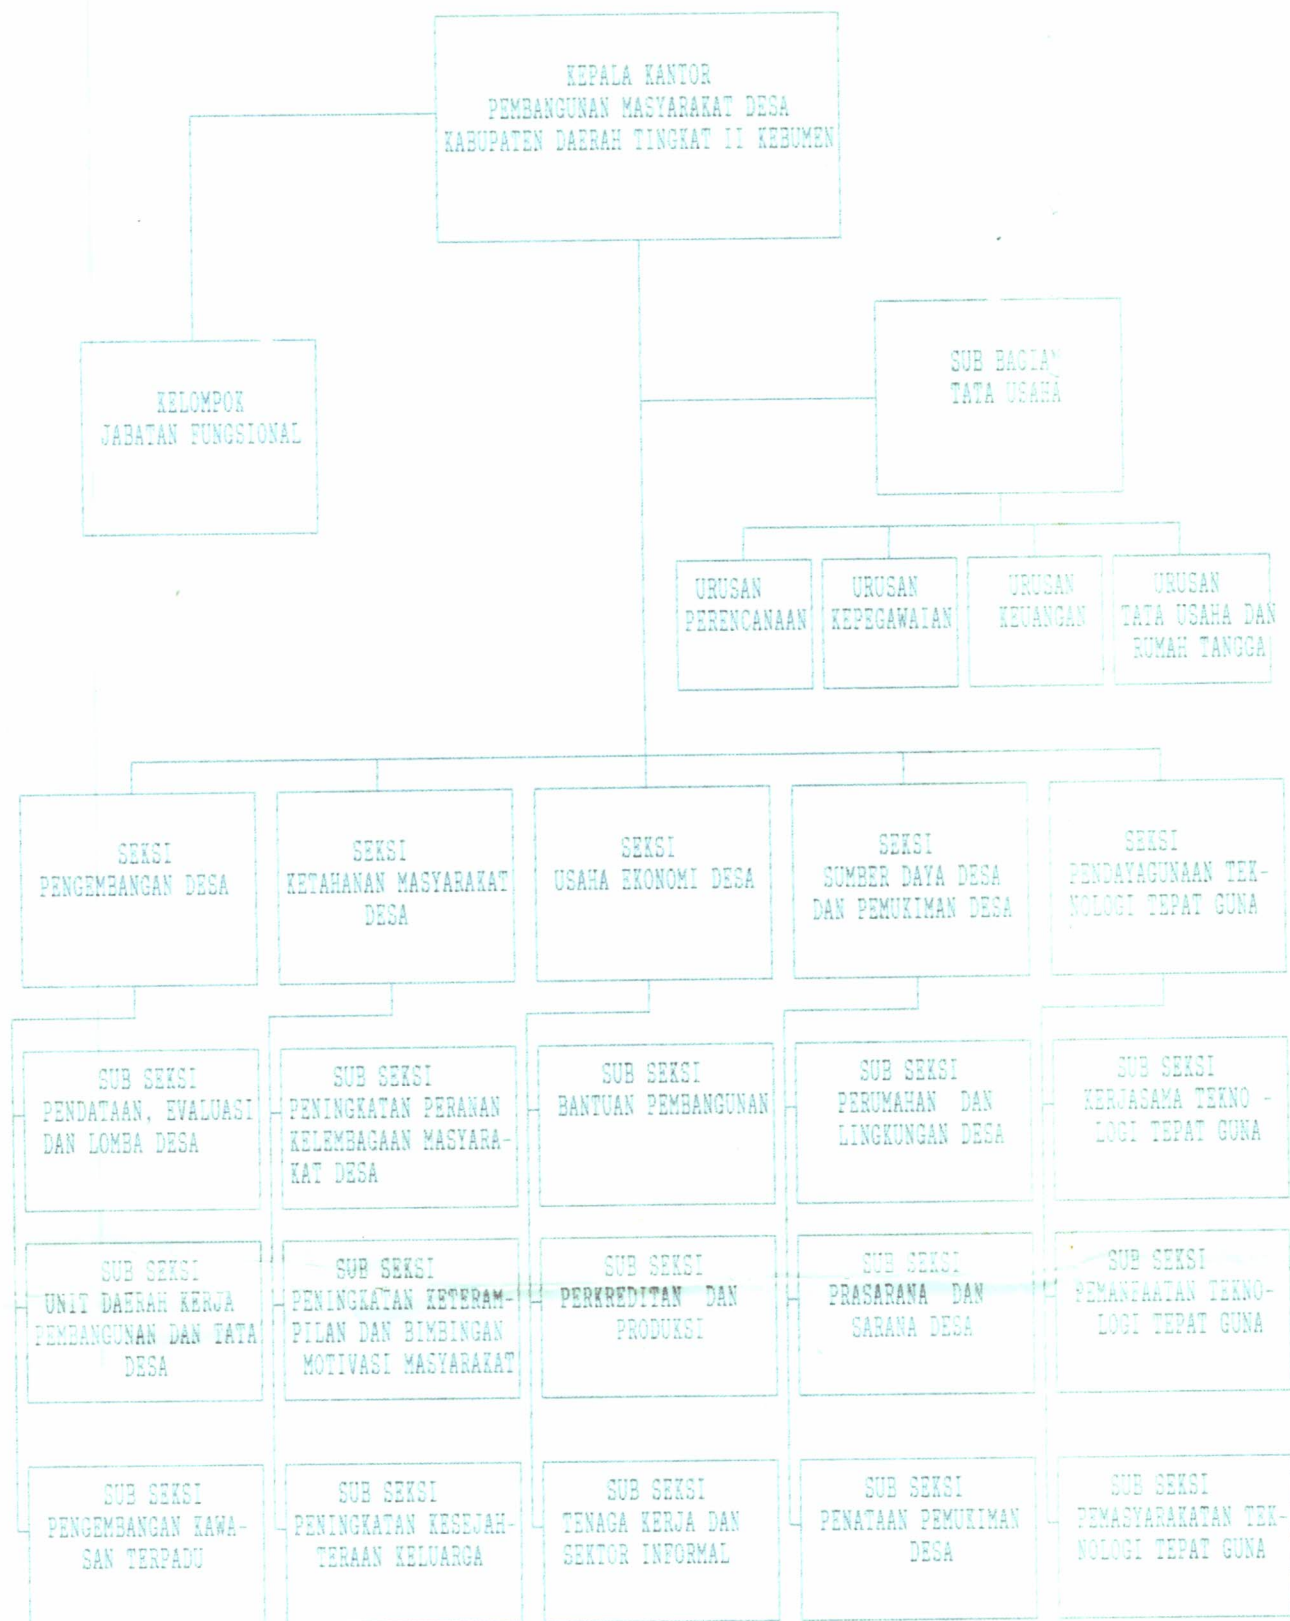 KEPALA KANTOR
PEMBANGUNAN MASYARAKAT DESA
KABUPATEN DAERAH TINGKAT II KEBUMEN
KELOMPOK
JABATAN FUNGSIONAL
SUB BAGIAN
TATA USAHA
URUSAN
PERENCANAAN
URUSAN
KEPEGAWAIAN
URUSAN
KEUANGAN
URUSAN
TATA USAHA DAN
RUMAH TANGGA
SEKSI
PENGEMBANGAN DESA
SEKSI
KETAHANAN MASYARAKAT
DESA
SEKSI
USAHA EKONOMI DESA
SEKSI
SUMBER DAYA DESA
DAN PEMUKIMAN DESA
SEKSI
PENDAYAGUNAAN TEK-
NOLOGI TEPAT GUNA
SUB SEKSI
PENDATAAN, EVALUASI
DAN LOMBA DESA
SUB SEKSI
PENINGKATAN PERANAN
KELEMBAGAAN MASYARA-
KAT DESA
SUB SEKSI
BANTUAN PEMBANGUNAN
SUB SEKSI
PERUMAHAN DAN
LINGKUNGAN DESA
SUB SEKSI
KERJASAMA TEKNO -
LOGI TEPAT GUNA
SUB SEKSI
UNIT DAERAH KERJA
PEMBANGUNAN DAN TATA
DESA
SUB SEKSI
PENINGKATAN KETERAM-
PILAN DAN BIMBINGAN
MOTIVASI MASYARAKAT
SUB SEKSI
PERKREDITAN DAN
PRODUKSI
SUB SEKSI
PRASARANA DAN
SARANA DESA
SUB SEKSI
PEMANFAATAN TEKNO-
LOGI TEPAT GUNA
SUB SEKSI
PENGEMBANGAN KAWA-
SAN TERPADU
SUB SEKSI
PENINGKATAN KESEJAH-
TERAAN KELUARGA
SUB SEKSI
TENAGA KERJA DAN
SEKTOR INFORMAL
SUB SEKSI
PENATAAN PEMUKIMAN
DESA
SUB SEKSI
PEMASYARAKATAN TEK-
NOLOGI TEPAT GUNA